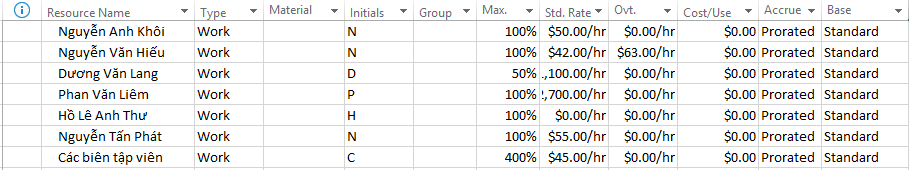 Resource Name Type Material Initials Group Max. Std. Rate Ovt. Cost/Use Accrue Base
Nguyễn Anh Khôi Work N 100% $50.00/hr $0.00/hr $0.00 Prorated Standard
Nguyễn Văn Hiếu Work N 100% $42.00/hr $63.00/hr $0.00 Prorated Standard
Dương Văn Lang Work D 50% ,100.00/hr $0.00/hr $0.00 Prorated Standard
Phan Văn Liêm Work P 100% ,700.00/hr $0.00/hr $0.00 Prorated Standard
Hồ Lê Anh Thư Work H 100% $0.00/hr $0.00/hr $0.00 Prorated Standard
Nguyễn Tấn Phát Work N 100% $55.00/hr $0.00/hr $0.00 Prorated Standard
Các biên tập viên Work C 400% $45.00/hr $0.00/hr $0.00 Prorated Standard